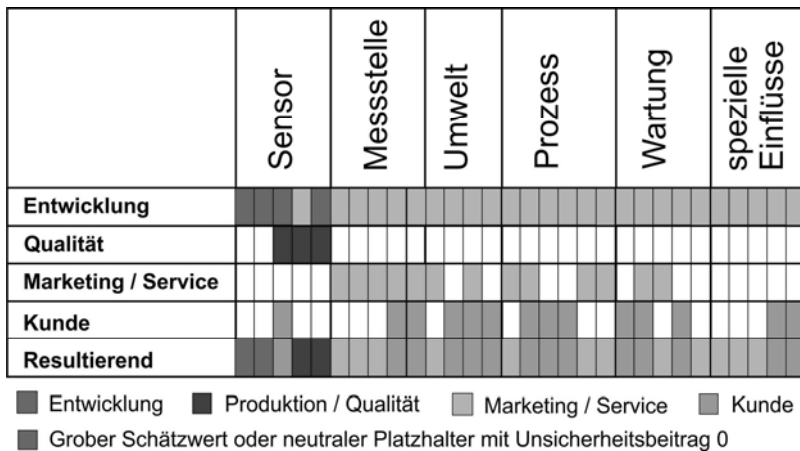 Sensor
Messstelle
Umwelt
Prozess
Wartung
spezielle
Einflüsse
Entwicklung
Qualität
Marketing / Service
Kunde
Resultierend
Entwicklung Produktion / Qualität Marketing / Service Kunde
Grober Schätzwert oder neutraler Platzhalter mit Unsicherheitsbeitrag 0